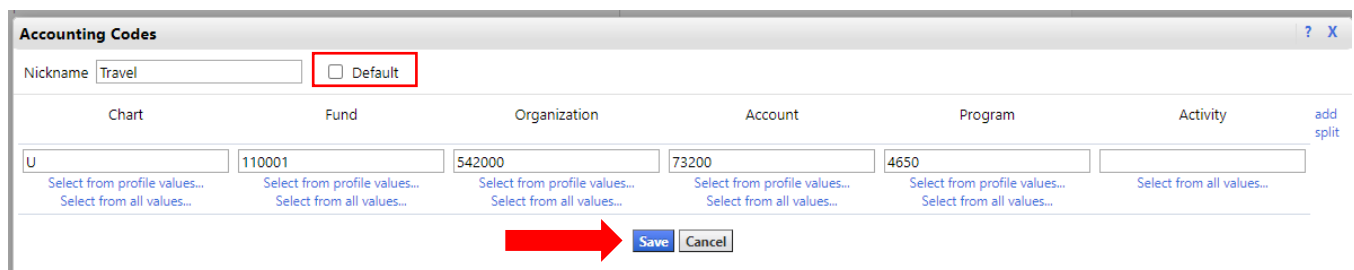 Accounting Codes ? X
Nickname Travel Default
Chart Fund Organization Account Program Activity add
split
U 110001 542000 73200 4650
Select from profile values... Select from profile values... Select from profile values... Select from profile values... Select from profile values... Select from all values...
Select from all values... Select from all values... Select from all values... Select from all values... Select from all values...
Save Cancel